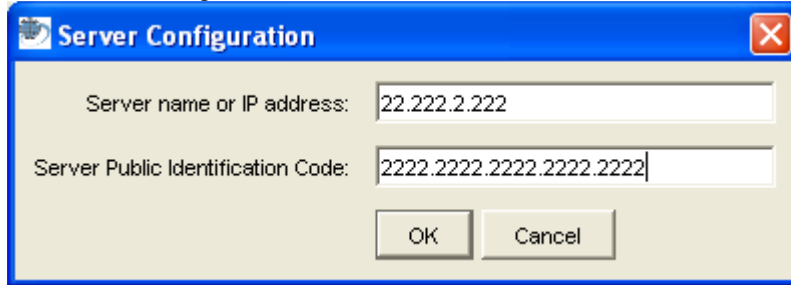 Server Configuration
Server name or IP address: 22.222.2.222
Server Public Identification Code: 2222.2222.2222.2222.2222
OK Cancel